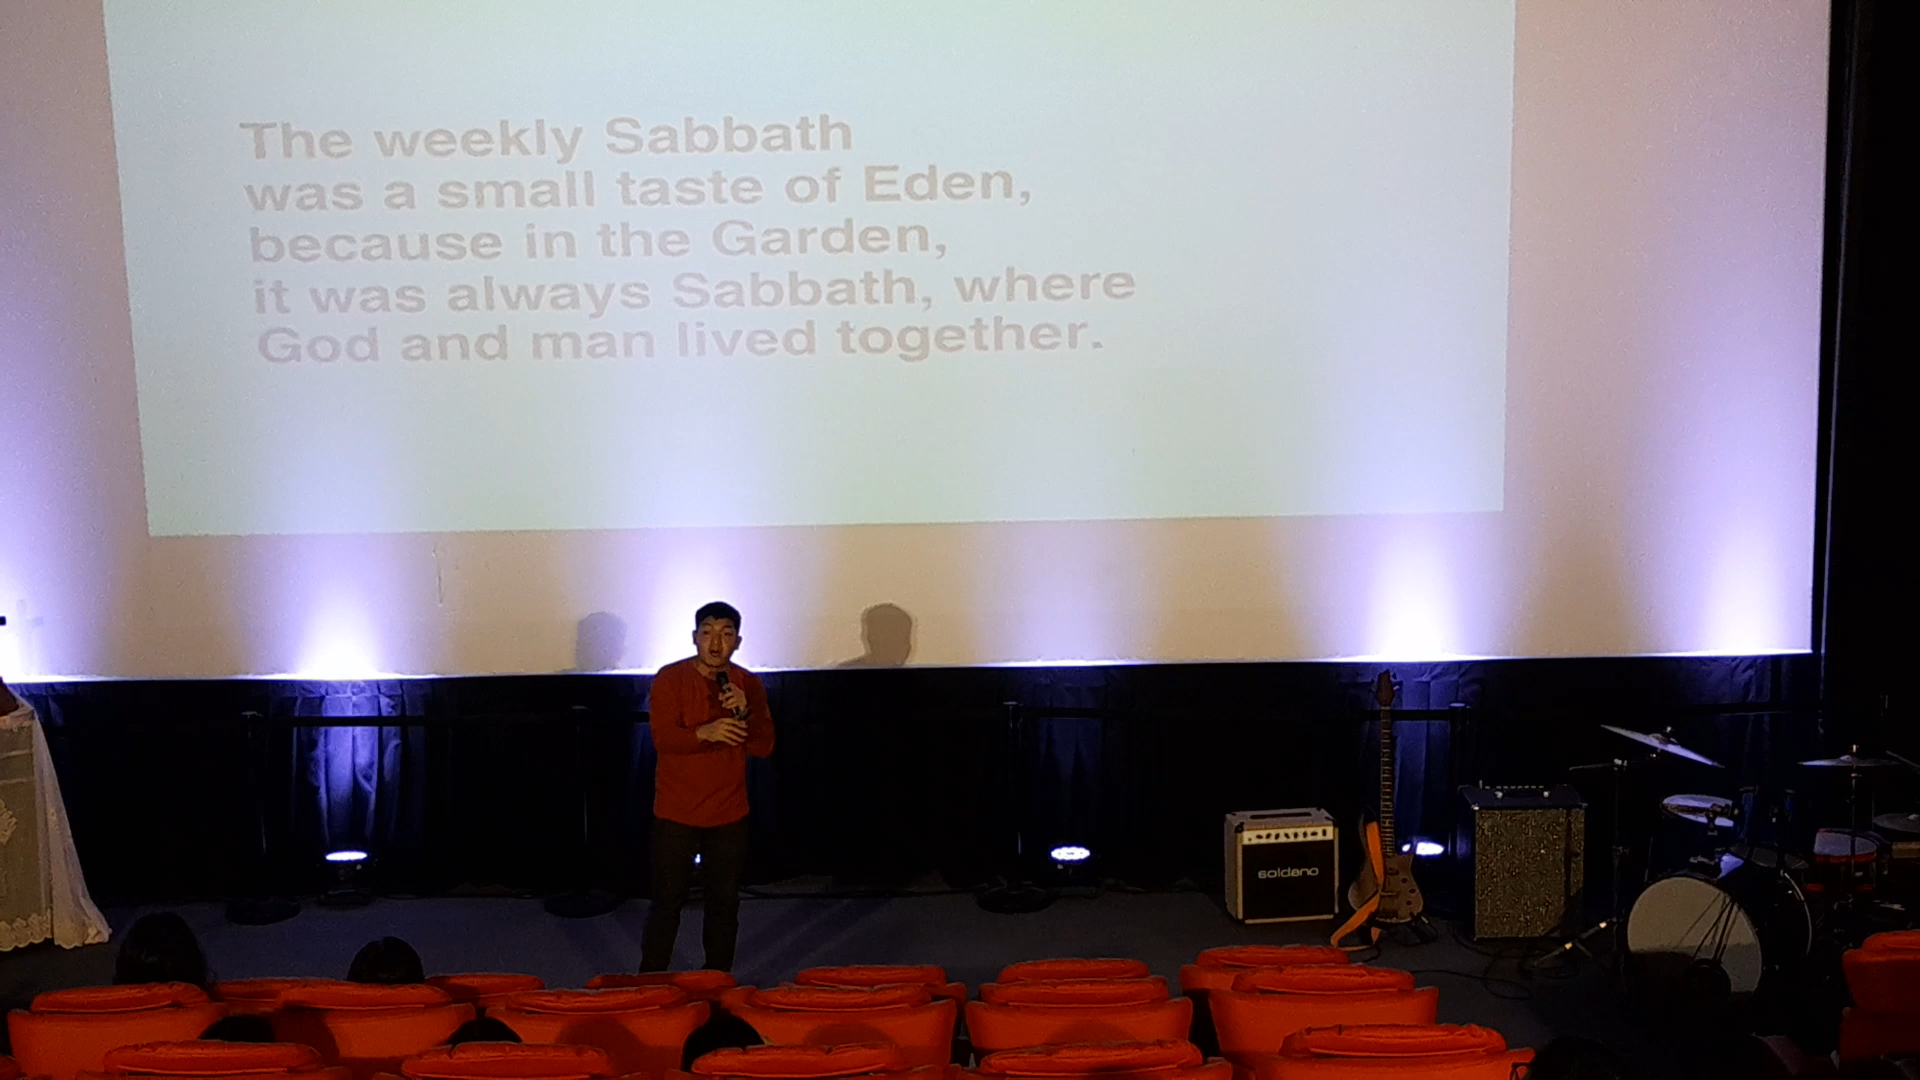 The weekly Sabbath
was a small taste of Eden,
because in the Garden,
it was always Sabbath, where
God and man lived together.
soldano